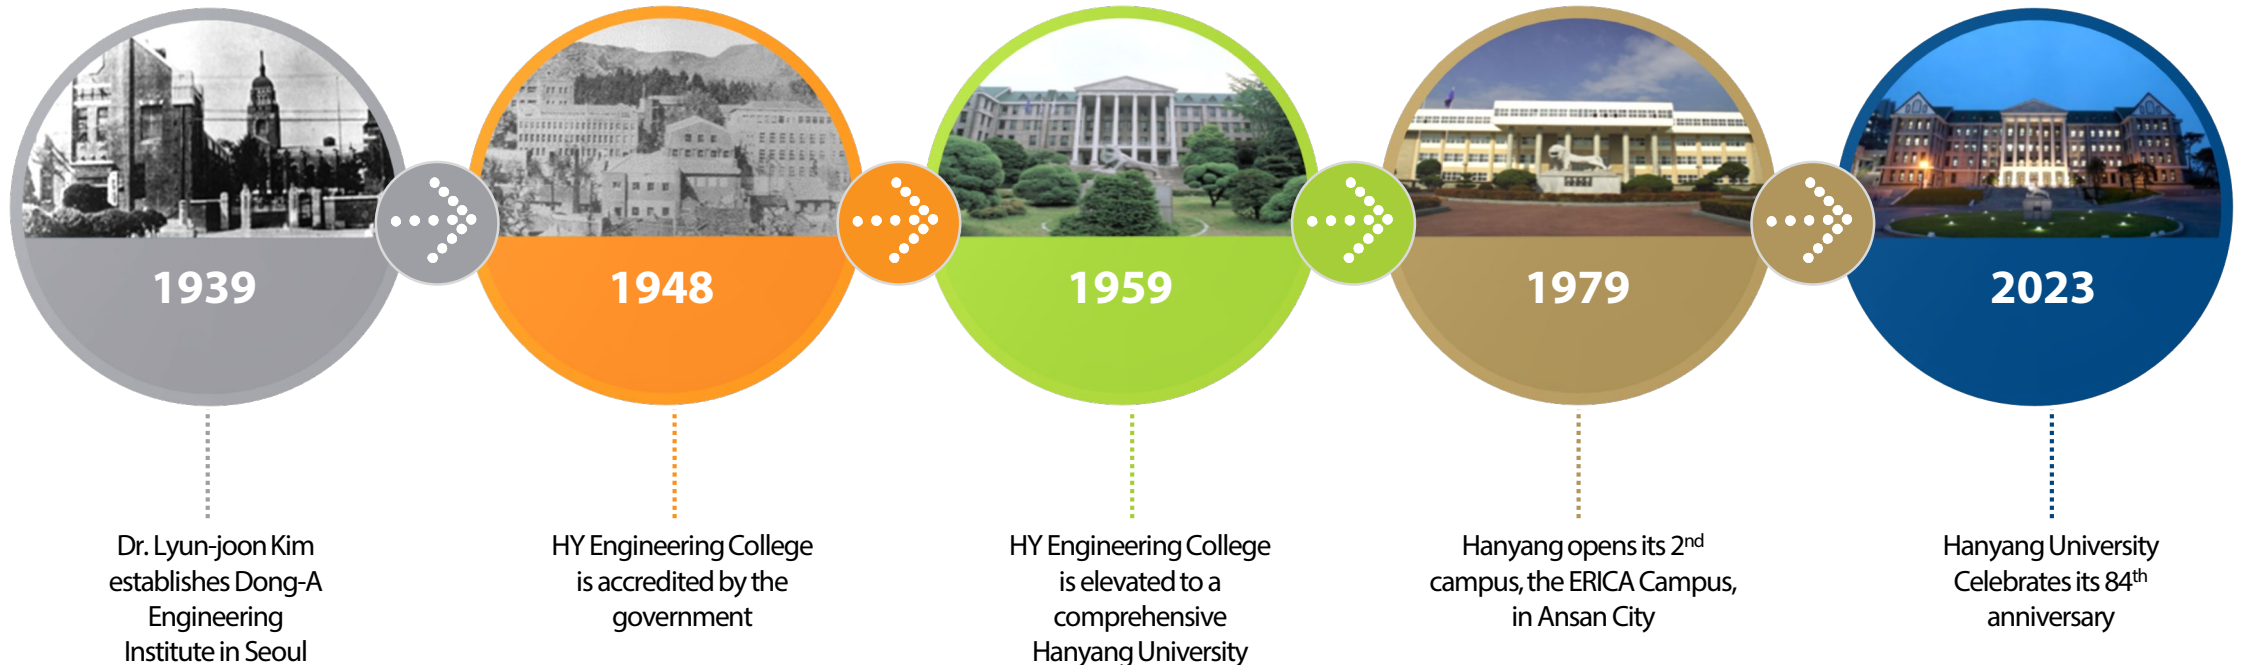 1939
Dr. Lyun-joon Kim
establishes Dong-A
Engineering
Institute in Seoul
1948
HY Engineering College
is accredited by the
government
1959
HY Engineering College
is elevated to a
comprehensive
Hanyang University
1979
Hanyang opens its 2nd
campus, the ERICA Campus,
in Ansan City
2023
Hanyang University
Celebrates its 84th
anniversary